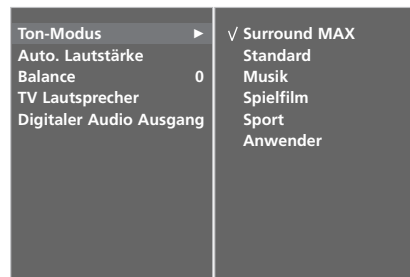 Ton-Modus ►
Auto. Lautstärke
Balance 0
TV Lautsprecher
Digitaler Audio Ausgang
√ Surround MAX
Standard
Musik
Spielfilm
Sport
Anwender